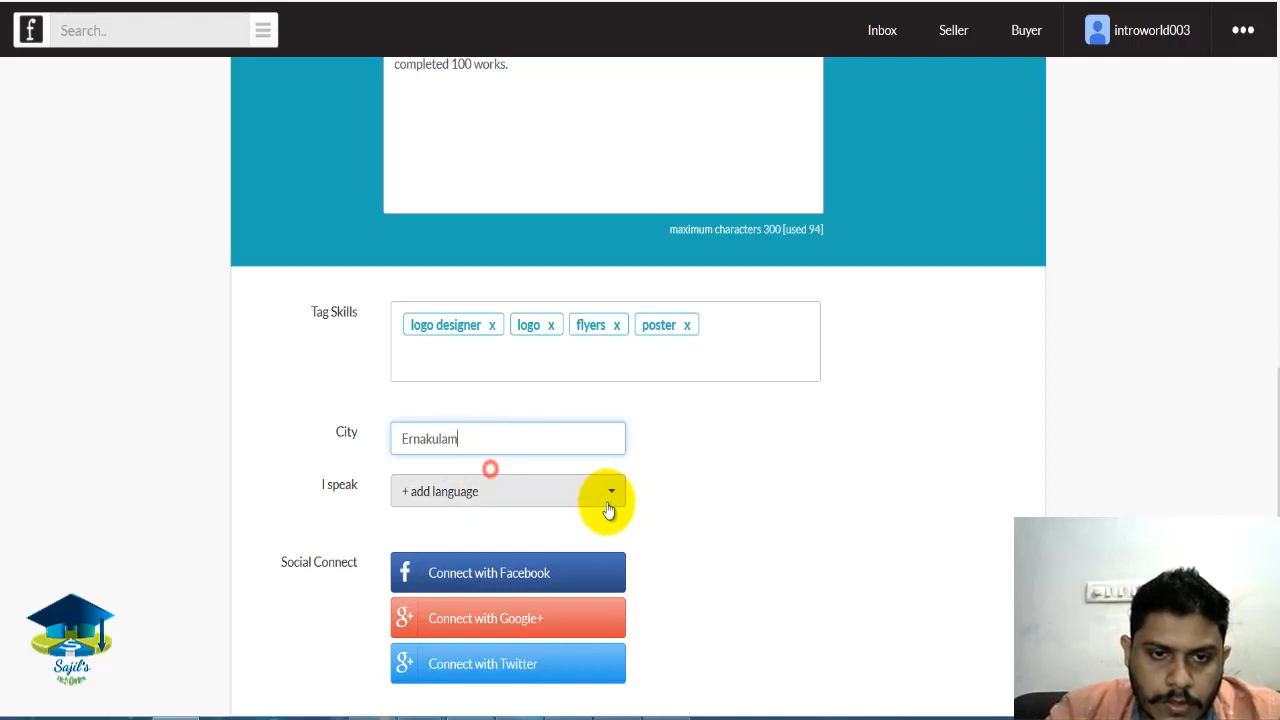 f Search.. Inbox Seller Buyer intrоworld003 •••
completed 100 works.
maximum characters 300 [used 94]
Tag Skills logo designer x logo x flyers x poster x
City Ernakulam
I speak + add language
Social Connect f Connect with Facebook
g+ Connect with Google+
g+ Connect with Twitter
Sajil's